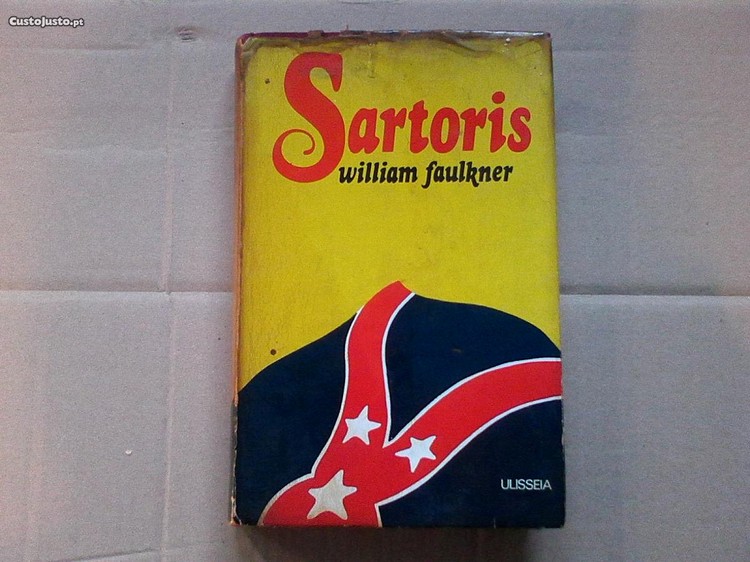 CustoJusto.pt
Sartoris
william faulkner
ULISSEIA